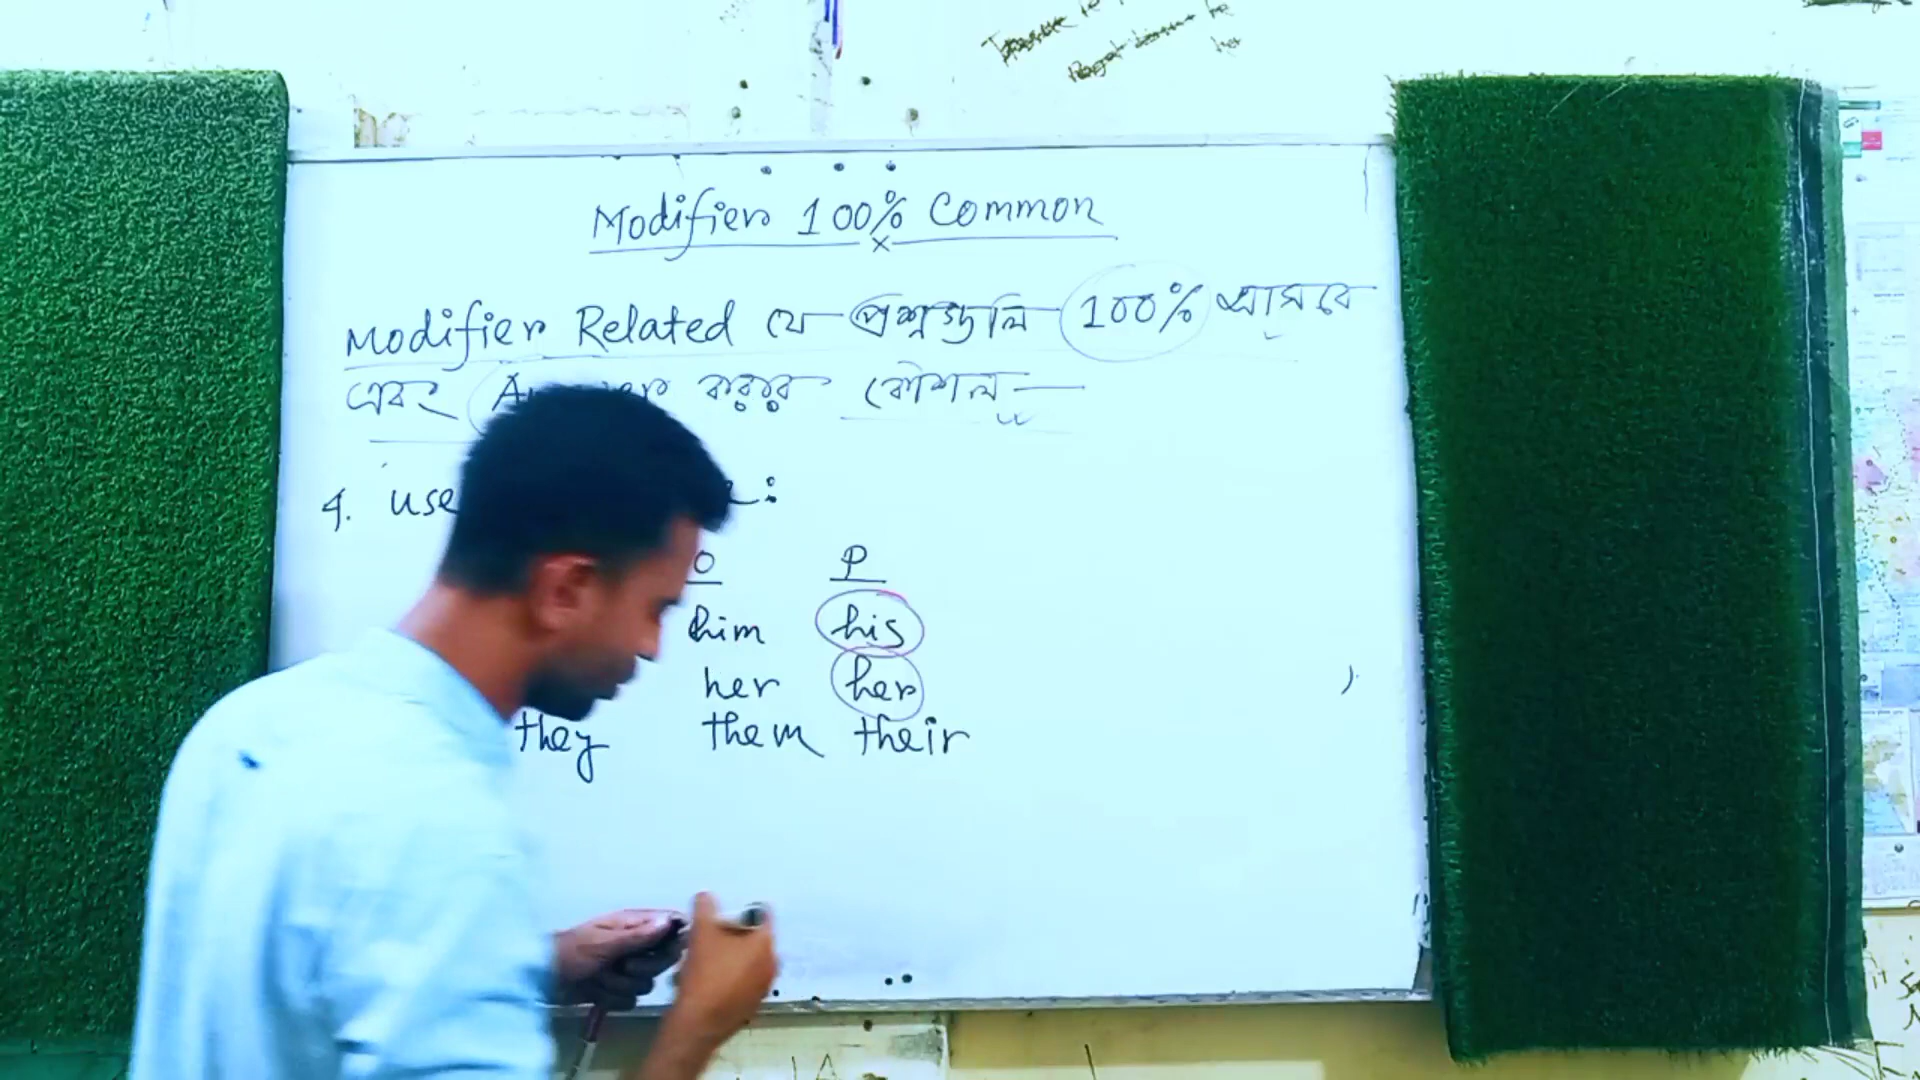 Modifier 100% Common
x
Modifier Related যে প্রশ্নগুলি 100% আসবে
এবং করার কৌশল
4. use
O P
him his
her her
they them their